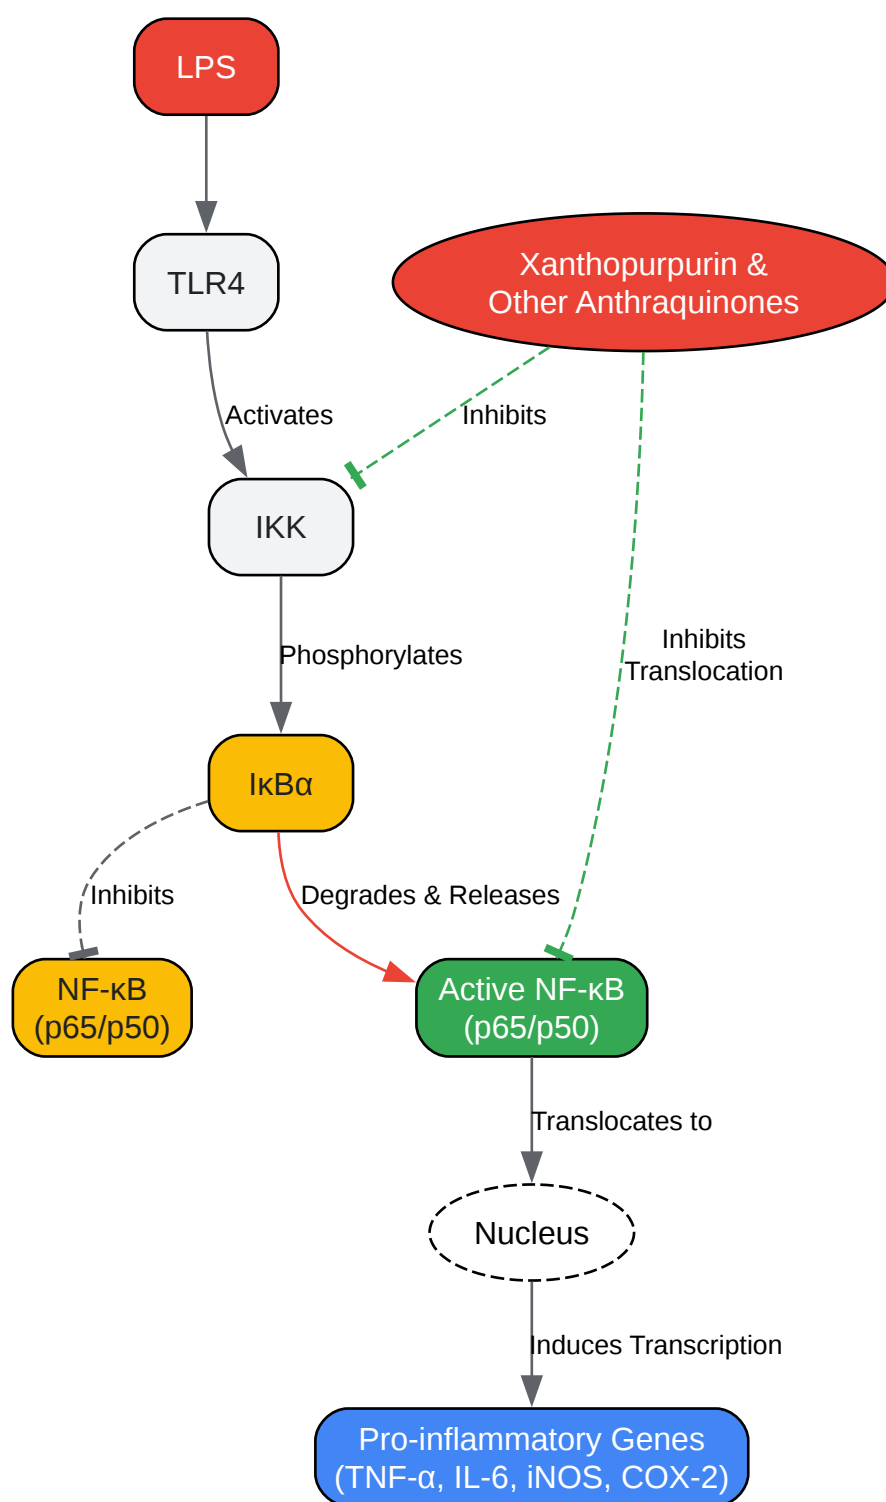 LPS
TLR4
Xanthopurpurin &
Other Anthraquinones
Activates
Inhibits
IKK
Phosphorylates
Inhibits
Translocation
IκBα
Inhibits
Degrades & Releases
NF-κB
(p65/p50)
Active NF-κB
(p65/p50)
Translocates to
Nucleus
Induces Transcription
Pro-inflammatory Genes
(TNF-α, IL-6, iNOS, COX-2)